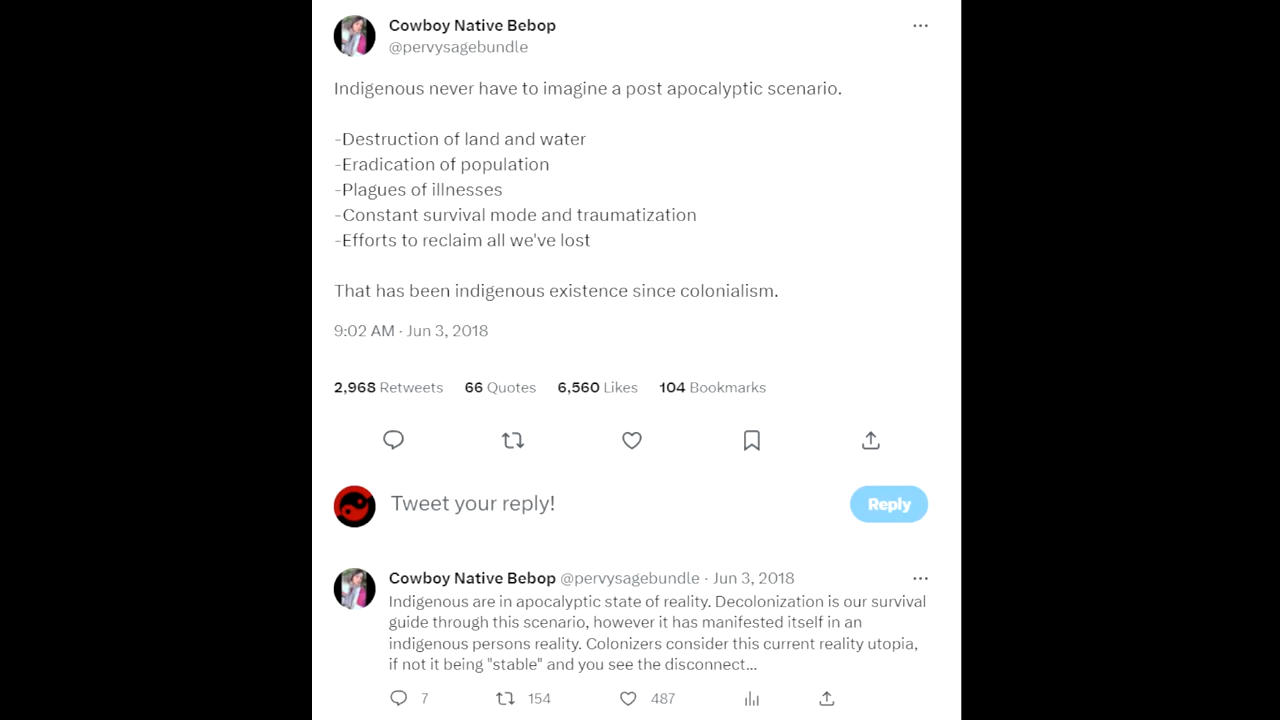 Cowboy Native Bebop
@pervysagebundle
Indigenous never have to imagine a post apocalyptic scenario.
-Destruction of land and water
-Eradication of population
-Plagues of illnesses
-Constant survival mode and traumatization
-Efforts to reclaim all we've lost
That has been indigenous existence since colonialism.
9:02 AM · Jun 3, 2018
2,968 Retweets 66 Quotes 6,560 Likes 104 Bookmarks
Tweet your reply!
Reply
Cowboy Native Bebop @pervysagebundle · Jun 3, 2018
Indigenous are in apocalyptic state of reality. Decolonization is our survival
guide through this scenario, however it has manifested itself in an
indigenous persons reality. Colonizers consider this current reality utopia,
if not it being "stable" and you see the disconnect...
7 154 487